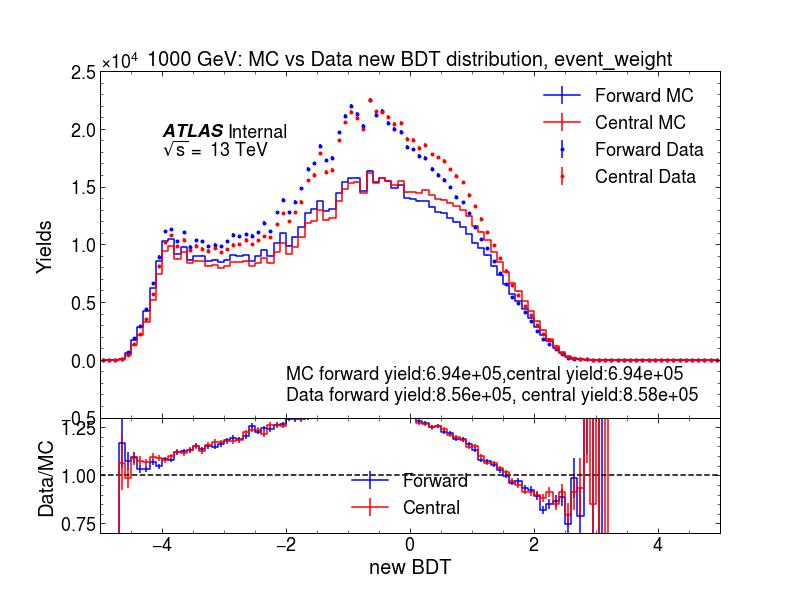 ×10⁴ 1000 GeV: MC vs Data new BDT distribution, event_weight
2.5
2.0
1.5
1.0
0.5
0.0
0.5
Yields
ATLAS Internal
√s = 13 TeV
Forward MC
Central MC
Forward Data
Central Data
MC forward yield:6.94e+05,central yield:6.94e+05
Data forward yield:8.56e+05, central yield:8.58e+05
1.25
1.00
0.75
Data/MC
Forward
Central
−4 −2 0 2 4
new BDT